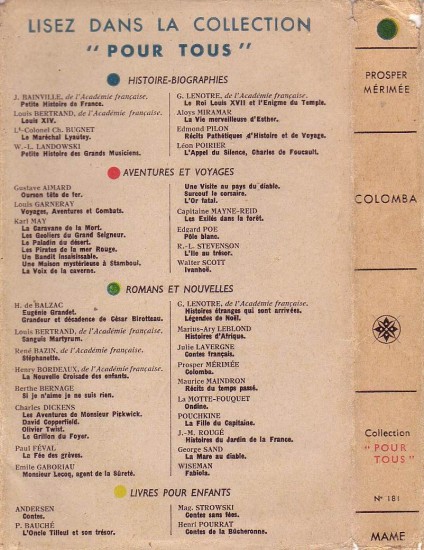 LISEZ DANS LA COLLECTION
"POUR TOUS"
HISTOIRE-BIOGRAPHIES
J. BAINVILLE, de l'Académie française.
Petite Histoire de France.
Louis BERTRAND, de l'Académie française.
Louis XIV.
Lt-Colonel Ch. BUGNET
Le Maréchal Lyautey.
W.-L. LANDOWSKI
Petite Histoire des Grands Musiciens.
G. LENOTRE, de l'Académie française.
Le Roi Louis XVII et l'Enigme du Temple.
Aloys MIRAMAR
La Vie merveilleuse d'Esther.
Edmond PILON
Récits Pathétiques d'Histoire et de Voyage.
Léon POIRIER
L'Appel du Silence, Charles de Foucault.
AVENTURES ET VOYAGES
Gustave AIMARD
Ourson tête de fer.
Louis GARNERAY
Voyages, Aventures et Combats.
Karl MAY
La Caravane de la Mort.
Les Geoliers du Grand Seigneur.
Le Paladin du désert.
Les Pirates de la mer Rouge.
Un Bandit insaisissable.
Une Maison mystérieuse à Stamboul.
La Voix de la caverne.
Une Visite au pays du diable.
Surcouf le corsaire.
L'Or fatal.
Capitaine MAYNE-REID
Les Exilés dans la forêt.
Edgard POE
Pôle blanc.
R.-L. STEVENSON
L'Ile au trésor.
Walter SCOTT
Ivanhoë.
ROMANS ET NOUVELLES
H. de BALZAC
Eugénie Grandet.
Grandeur et décadence de César Birotteau.
Louis BERTRAND, de l'Académie française.
Sanguis Martyrum.
René BAZIN, de l'Académie française.
Stéphanette.
Henry BORDEAUX, de l'Académie française.
La Nouvelle Croisade des enfants.
Berthe BERNAGE
Si je n'aime je ne suis rien.
Charles DICKENS
Les Aventures de Monsieur Pickwick.
David Copperfield.
Olivier Twist.
Le Grillon du Foyer.
Paul FÉVAL
La Fée des grèves.
Emile GABORIAU
Monsieur Lecoq, agent de la Sûreté.
G. LENOTRE, de l'Académie française.
Histoires étranges qui sont arrivées.
Légendes de Noël.
Marius-Ary LEBLOND
Histoires d'Afrique.
Julie LAVERGNE
Contes français.
Prosper MÉRIMÉE
Colomba.
Maurice MAINDRON
Récits du temps passé.
La MOTTE-FOUQUET
Ondine.
POUCHKINE
La Fille du Capitaine.
J.-M. ROUGÉ
Histoires du Jardin de la France.
George SAND
La Mare au diable.
WISEMAN
Fabiola.
LIVRES POUR ENFANTS
ANDERSEN
Contes.
P. BAUCHÉ
L'Oncle Tilleul et son trésor.
Mag. STROWSKI
Contes sans fées.
Henri POURRAT
Contes de la Bûcheronne.
PROSPER
MÉRIMÉE
COLOMBA
Collection
"POUR
TOUS"
N° 181
MAME